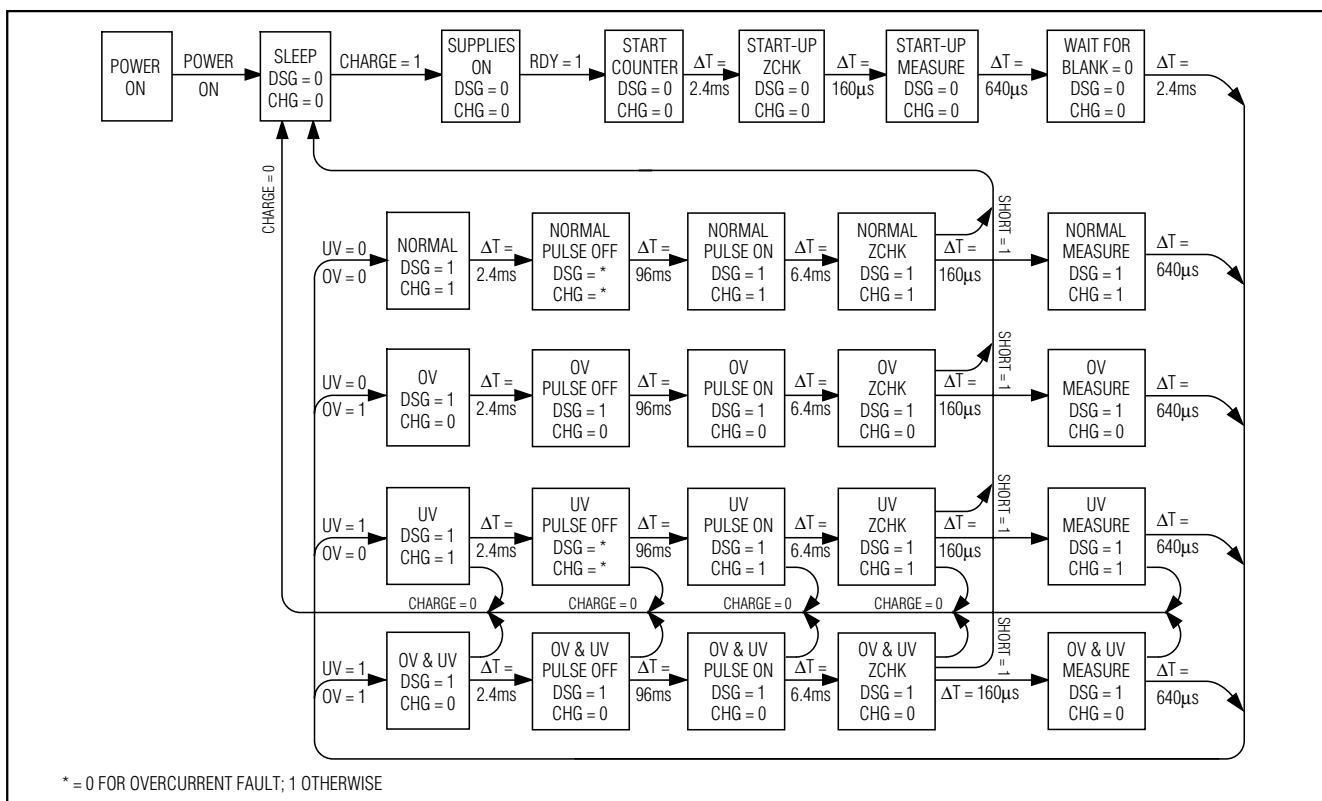 POWER
ON
POWER
ON
SLEEP
DSG = 0
CHG = 0
CHARGE = 1
SUPPLIES
ON
DSG = 0
CHG = 0
RDY = 1
START
COUNTER
DSG = 0
CHG = 0
ΔT =
2.4ms
START-UP
ZCHK
DSG = 0
CHG = 0
ΔT =
160µs
START-UP
MEASURE
DSG = 0
CHG = 0
ΔT =
640µs
WAIT FOR
BLANK = 0
DSG = 0
CHG = 0
ΔT =
2.4ms
CHARGE = 0
UV = 0
OV = 0
NORMAL
DSG = 1
CHG = 1
ΔT =
2.4ms
NORMAL
PULSE OFF
DSG = *
CHG = *
ΔT =
96ms
NORMAL
PULSE ON
DSG = 1
CHG = 1
ΔT =
6.4ms
NORMAL
ZCHK
DSG = 1
CHG = 1
SHORT = 1
ΔT =
160µs
NORMAL
MEASURE
DSG = 1
CHG = 1
ΔT =
640µs
UV = 0
OV = 1
OV
DSG = 1
CHG = 0
ΔT =
2.4ms
OV
PULSE OFF
DSG = 1
CHG = 0
ΔT =
96ms
OV
PULSE ON
DSG = 1
CHG = 0
ΔT =
6.4ms
OV
ZCHK
DSG = 1
CHG = 0
SHORT = 1
ΔT =
160µs
OV
MEASURE
DSG = 1
CHG = 0
ΔT =
640µs
UV = 1
OV = 0
UV
DSG = 1
CHG = 1
ΔT =
2.4ms
UV
PULSE OFF
DSG = *
CHG = *
ΔT =
96ms
UV
PULSE ON
DSG = 1
CHG = 1
ΔT =
6.4ms
UV
ZCHK
DSG = 1
CHG = 1
SHORT = 1
ΔT =
160µs
UV
MEASURE
DSG = 1
CHG = 1
ΔT =
640µs
CHARGE = 0
CHARGE = 0
CHARGE = 0
CHARGE = 0
UV = 1
OV = 1
OV & UV
DSG = 1
CHG = 0
ΔT =
2.4ms
OV & UV
PULSE OFF
DSG = 1
CHG = 0
ΔT =
96ms
OV & UV
PULSE ON
DSG = 1
CHG = 0
ΔT =
6.4ms
OV & UV
ZCHK
DSG = 1
CHG = 0
SHORT = 1
ΔT = 160µs
OV & UV
MEASURE
DSG = 1
CHG = 0
ΔT =
640µs
* = 0 FOR OVERCURRENT FAULT; 1 OTHERWISE